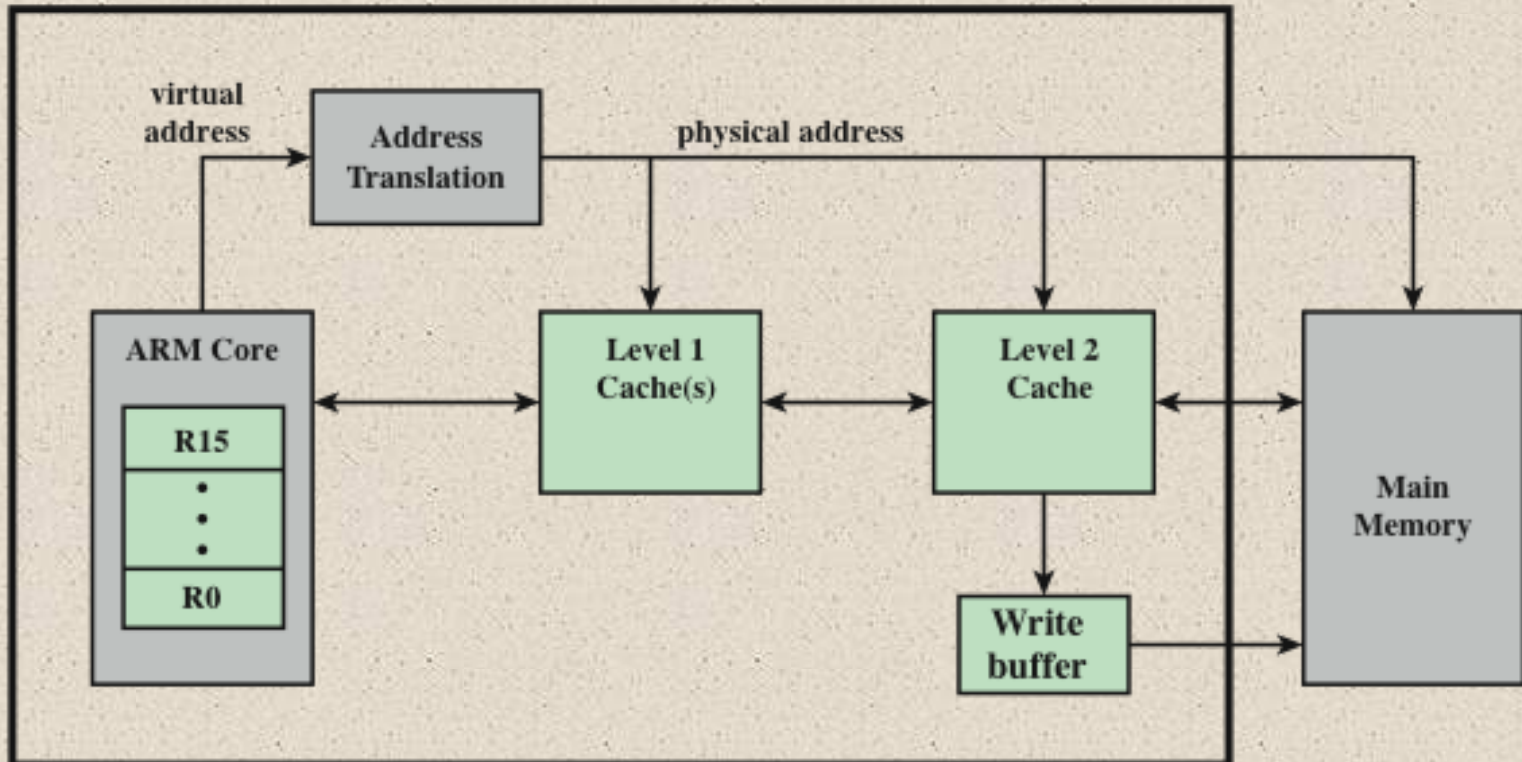 virtual
address
Address
Translation
physical address
ARM Core
R15
R0
Level 1
Cache(s)
Level 2
Cache
Write
buffer
Main
Memory